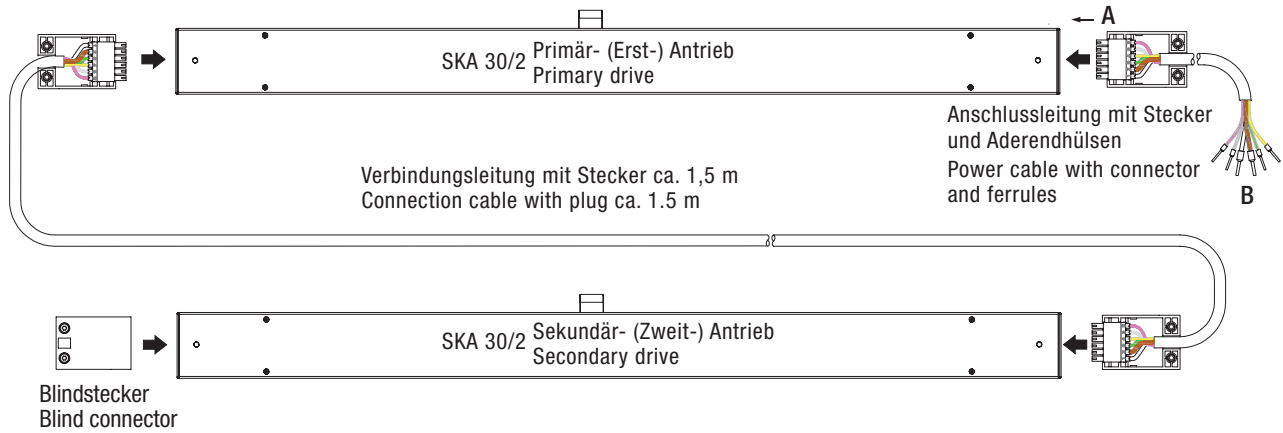 A
SKA 30/2 Primär- (Erst-) Antrieb
Primary drive
Anschlussleitung mit Stecker
und Aderendhülsen
Power cable with connector
and ferrules
B
Verbindungsleitung mit Stecker ca. 1,5 m
Connection cable with plug ca. 1.5 m
SKA 30/2 Sekundär- (Zweit-) Antrieb
Secondary drive
Blindstecker
Blind connector